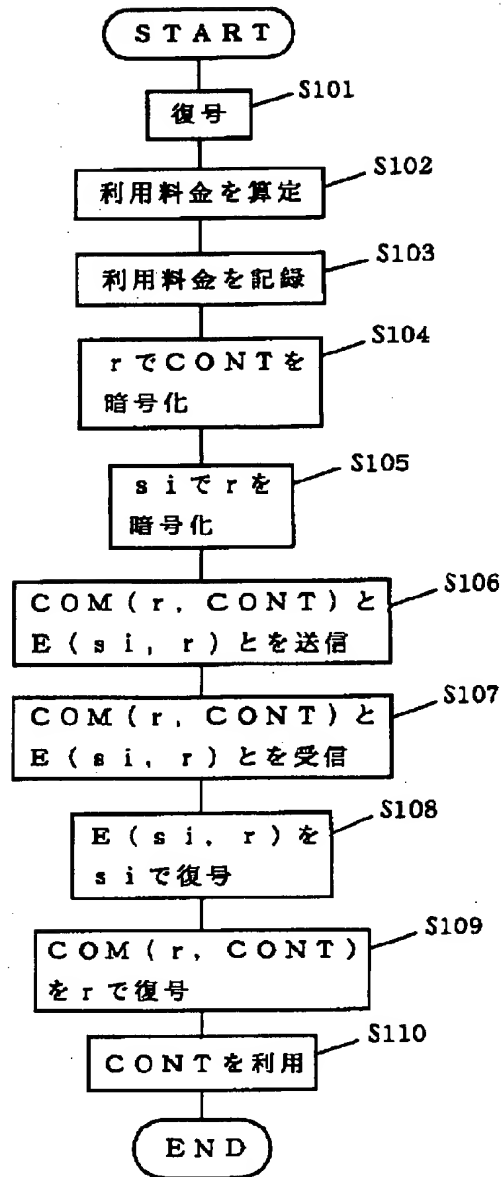 START
S101
復号
S102
利用料金を算定
S103
利用料金を記録
S104
rでCONTを
暗号化
S105
siでrを
暗号化
S106
COM(r, CONT)と
E(si, r)とを送信
S107
COM(r, CONT)と
E(si, r)とを受信
S108
E(si, r)を
siで復号
S109
COM(r, CONT)
をrで復号
S110
CONTを利用
END